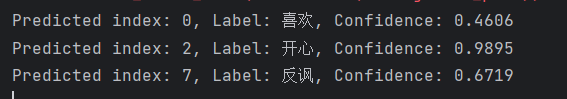 Predicted index: 0, Label: 喜欢, Confidence: 0.4606
Predicted index: 2, Label: 开心, Confidence: 0.9895
Predicted index: 7, Label: 反讽, Confidence: 0.6719